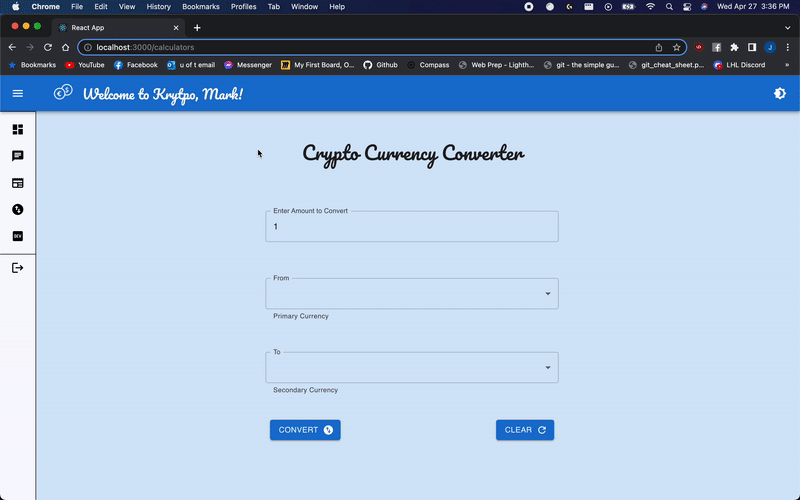 Chrome File Edit View History Bookmarks Profiles Tab Window Help Wed Apr 27 3:36 PM
React App
localhost:3000/calculators
Bookmarks YouTube Facebook u of t email Messenger My First Board, O... Github Compass Web Prep - Lighth... git - the simple gu... git_cheat_sheet.p... LHL Discord »
Welcome to Krytpo, Mark!
Crypto Currency Converter
Enter Amount to Convert
1
From
Primary Currency
To
Secondary Currency
CONVERT CLEAR
DEV